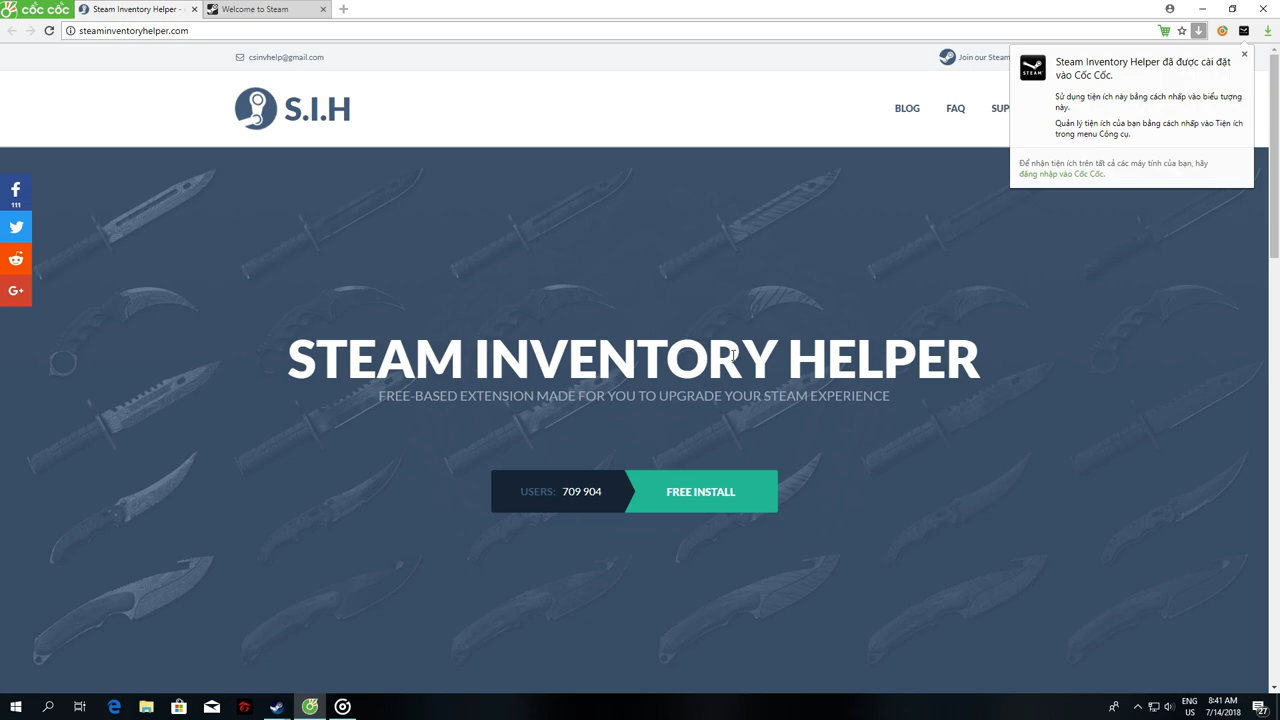 cốc cốc
Steam Inventory Helper -
Welcome to Steam
steaminventoryhelper.com
csinvhelp@gmail.com
Join our Steam
S.I.H
BLOG
FAQ
SUP
STEAM
Steam Inventory Helper đã được cài đặt
vào Cốc Cốc.
Sử dụng tiện ích này bằng cách nhấp vào biểu tượng
này.
Quản lý tiện ích của bạn bằng cách nhấp vào Tiện ích
trong menu Công cụ.
Để nhận tiện ích trên tất cả các máy tính của bạn, hãy
đăng nhập vào Cốc Cốc.
111
G+
STEAM INVENTORY HELPER
FREE-BASED EXTENSION MADE FOR YOU TO UPGRADE YOUR STEAM EXPERIENCE
USERS: 709 904
FREE INSTALL
ENG
US
8:41 AM
7/14/2018
27